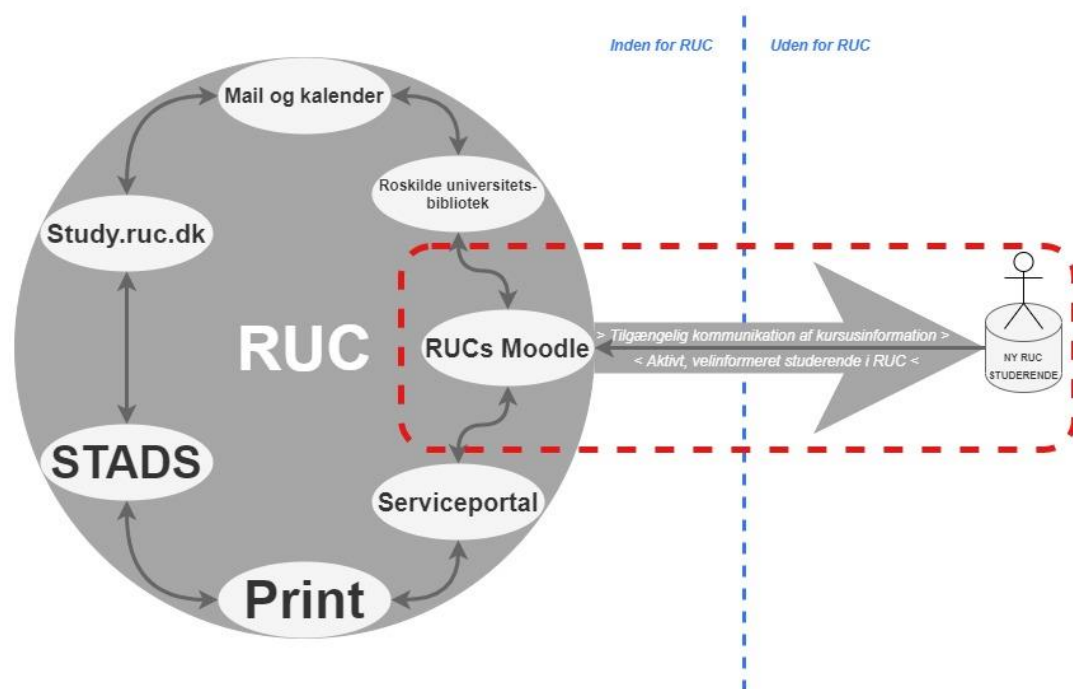 Inden for RUC
Uden for RUC
Mail og kalender
Roskilde universitets-
bibliotek
Study.ruc.dk
RUC
RUCs Moodle
> Tilgængelig kommunikation af kursusinformation >
< Aktivt, velinformeret studerende i RUC <
NY RUC
STUDERENDE
STADS
Serviceportal
Print